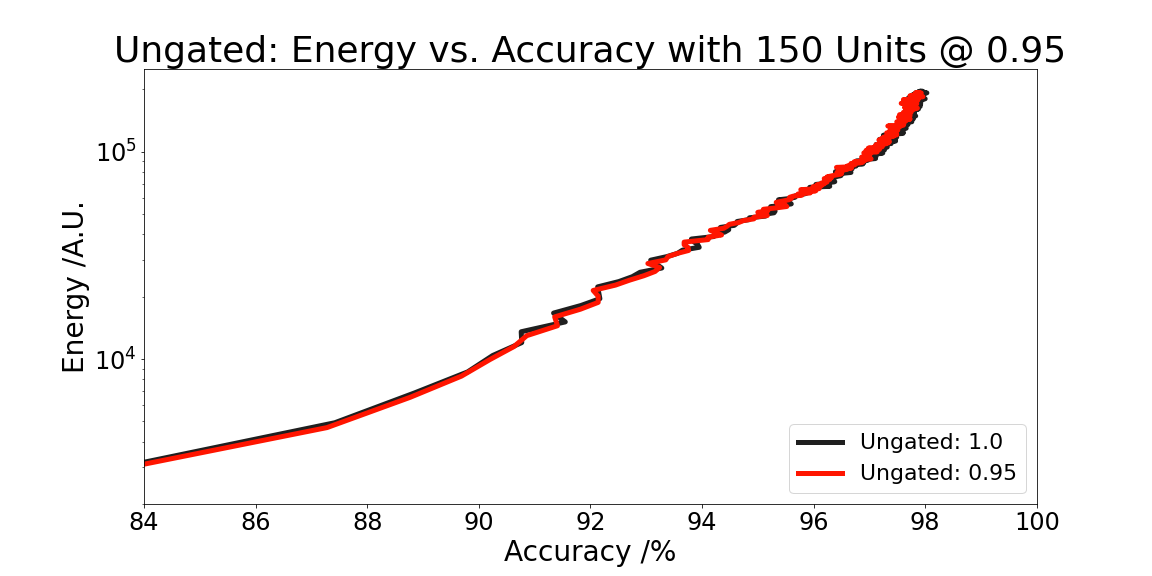 Ungated: Energy vs. Accuracy with 150 Units @ 0.95
Energy /A.U.
10^5
10^4
Ungated: 1.0
Ungated: 0.95
84 86 88 90 92 94 96 98 100
Accuracy /%